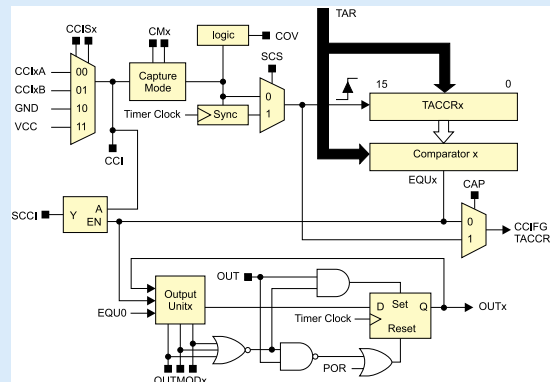 TAR
CCISx
CMx
logic
COV
SCS
CCIxA
CCIxB
GND
VCC
00
01
10
11
Capture
Mode
Timer Clock
Sync
0
1
15
0
TACCRx
CCI
Comparator x
EQUx
CAP
SCCI
Y
A
EN
0
1
CCIFG
TACCR
OUT
Output
Unitx
EQU0
Timer Clock
D
Set
Q
Reset
OUTx
POR
OUTMODx